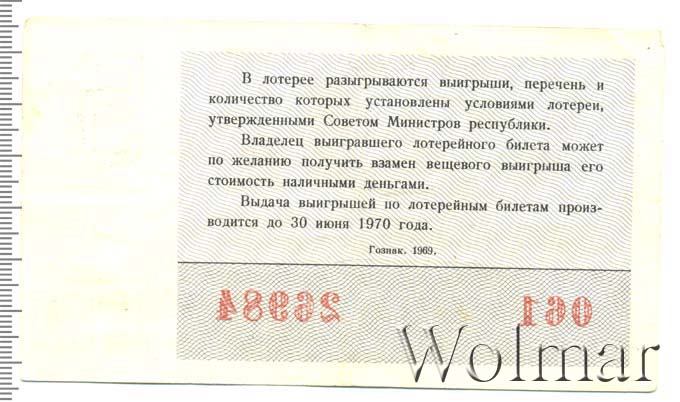 В лотерее разыгрываются выигрыши, перечень и
количество которых установлены условиями лотереи,
утвержденными Советом Министров республики.
Владелец выигравшего лотерейного билета может
по желанию получить взамен вещевого выигрыша его
стоимость наличными деньгами.
Выдача выигрышей по лотерейным билетам произ-
водится до 30 июня 1970 года.
Гознак. 1969.
26984 061
Wolmar